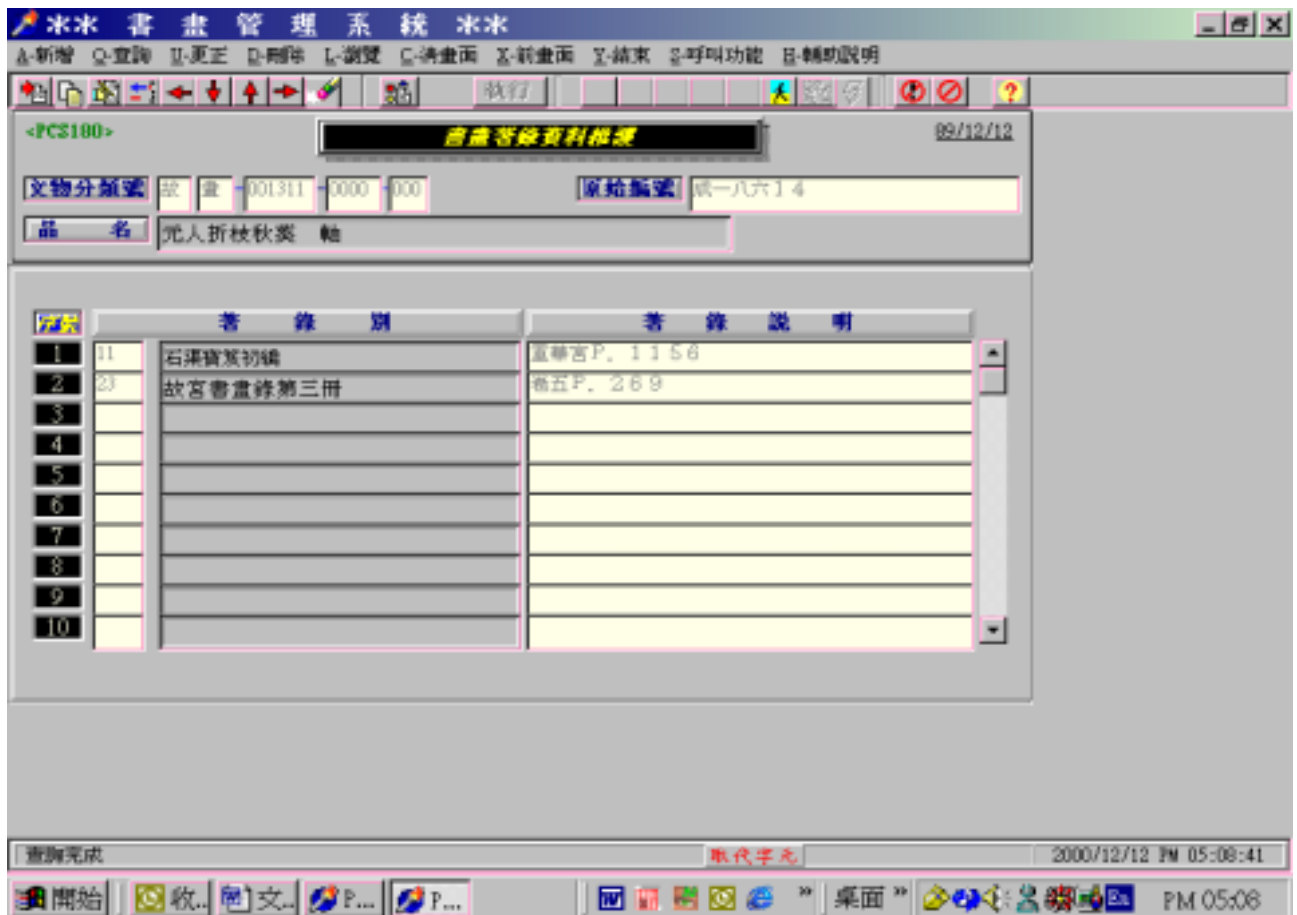 ** 書 畫 管 理 系 統 **
A-新增 Q-查詢 U-更正 D-刪除 L-瀏覽 C-清畫面 X-前畫面 Y-結束 S-呼叫功能 H-輔助說明
執行
<PCS180> 書畫著錄資料維護 89/12/12
文物分類號 故 畫 -001311 -0000 -000 原始編號 成一八六14
品 名 元人折枝秋葵 軸
著 錄 別 著 錄 說 明
1 11 石渠寶笈初編 重華宮P. 1156
2 23 故宮書畫錄第三冊 卷五P. 269
3
4
5
6
7
8
9
10
查詢完成 取代字元 2000/12/12 PM 05:08:41
開始 收... 文... P... P... » 桌面 » En PM 05:08